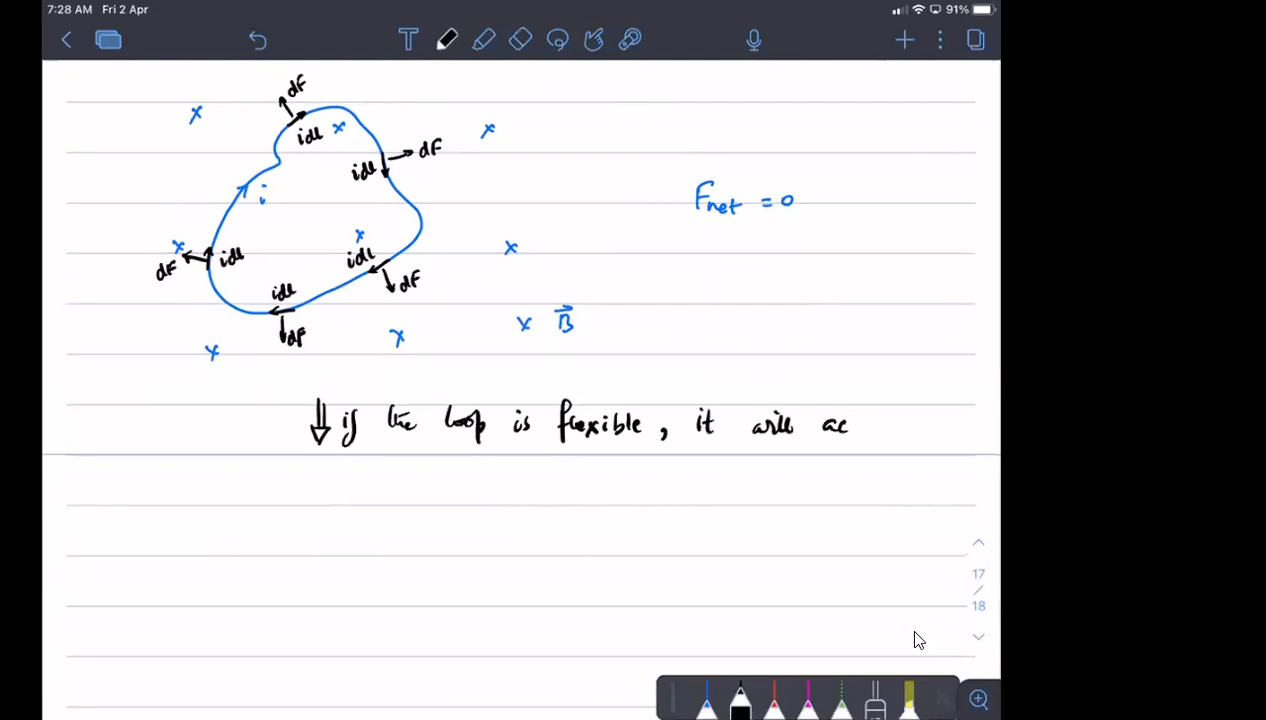 7:28 AM Fri 2 Apr
91%
T
dF
x
x
x
idl
idl
dF
i
F_net = 0
x
x
idl
idl
x
dF
dF
idl
dF
x
x
x B⃗
⇓ if the loop is flexible, it will ac
17
/
18